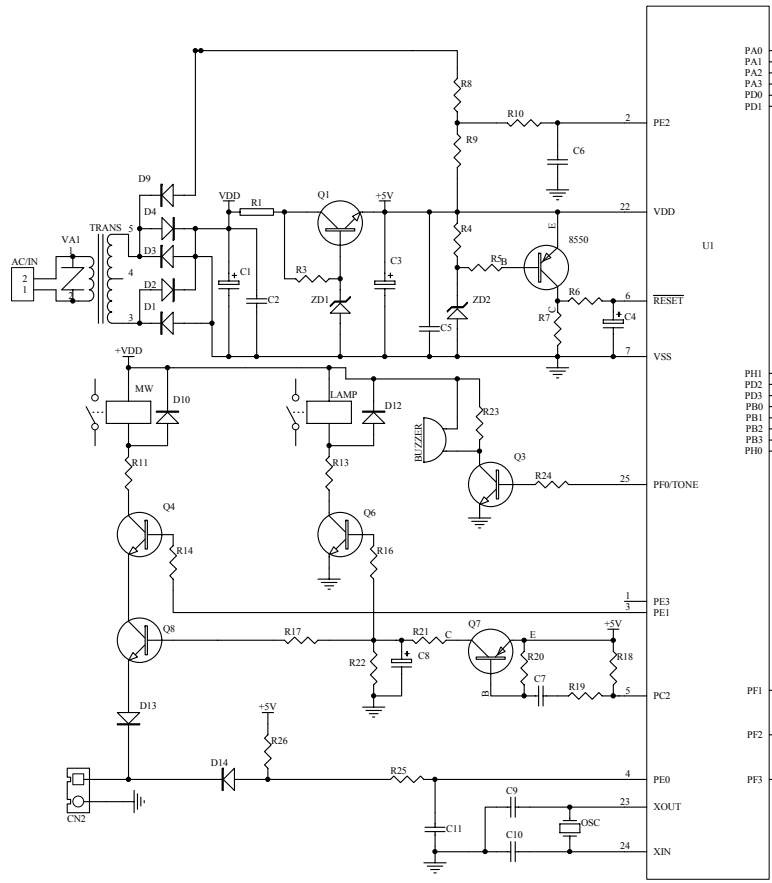 PA0
PA1
PA2
PA3
PD0
PD1
R8
R10
2 PE2
R9
C6
D9
VDD
R1
Q1
+5V
22 VDD
D4
TRANS
5
R4
E
8550
U1
VA1
1
D3
AC/IN
4
C1
+
R3
C3
+
R5
B
2
1
D2
C2
ZD1
ZD2
R6
6 RESET
2
D1
3
C5
C
R7
+
C4
7 VSS
+VDD
MW
D10
LAMP
D12
BUZZER
R23
PH1
PD2
PD3
PB0
PB1
PB2
PB3
PH0
R11
R13
Q3
R24
25 PF0/TONE
Q4
Q6
R14
R16
1 PE3
3 PE1
Q8
R17
R21
C
Q7
E
+5V
R22
+
C8
R20
R18
B
C7
R19
5 PC2
PF1
D13
+5V
R26
PF2
D14
R25
4 PE0
PF3
CN2
C9
23 XOUT
C11
C10
OSC
24 XIN